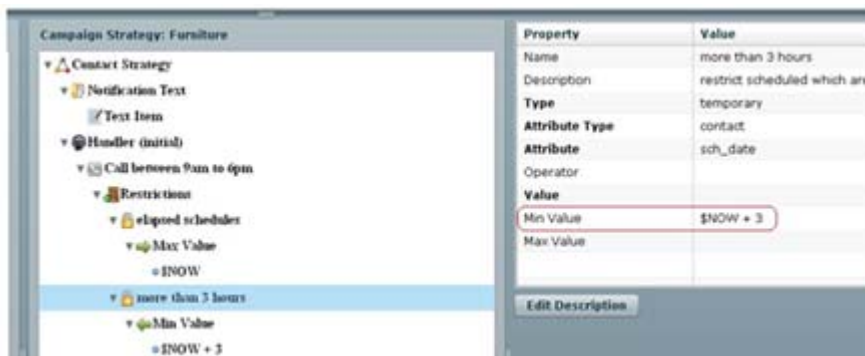 Campaign Strategy: Furniture
Contact Strategy
Notification Text
Text Item
Handler (initial)
Call between 9am to 6pm
Restrictions
elapsed schedules
Max Value
$NOW
more than 3 hours
Min Value
$NOW + 3
Property Value
Name more than 3 hours
Description restrict scheduled which are
Type temporary
Attribute Type contact
Attribute sch_date
Operator
Value
Min Value $NOW + 3
Max Value
Edit Description